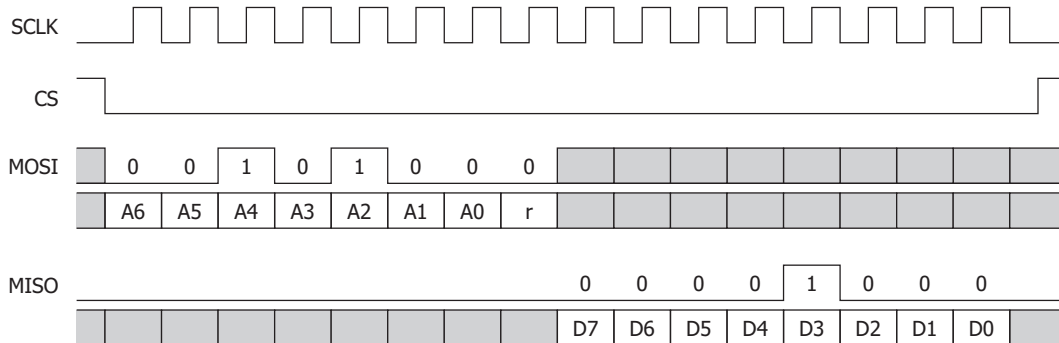 SCLK
CS
MOSI 0 0 1 0 1 0 0 0
A6 A5 A4 A3 A2 A1 A0 r
MISO 0 0 0 0 1 0 0 0
D7 D6 D5 D4 D3 D2 D1 D0